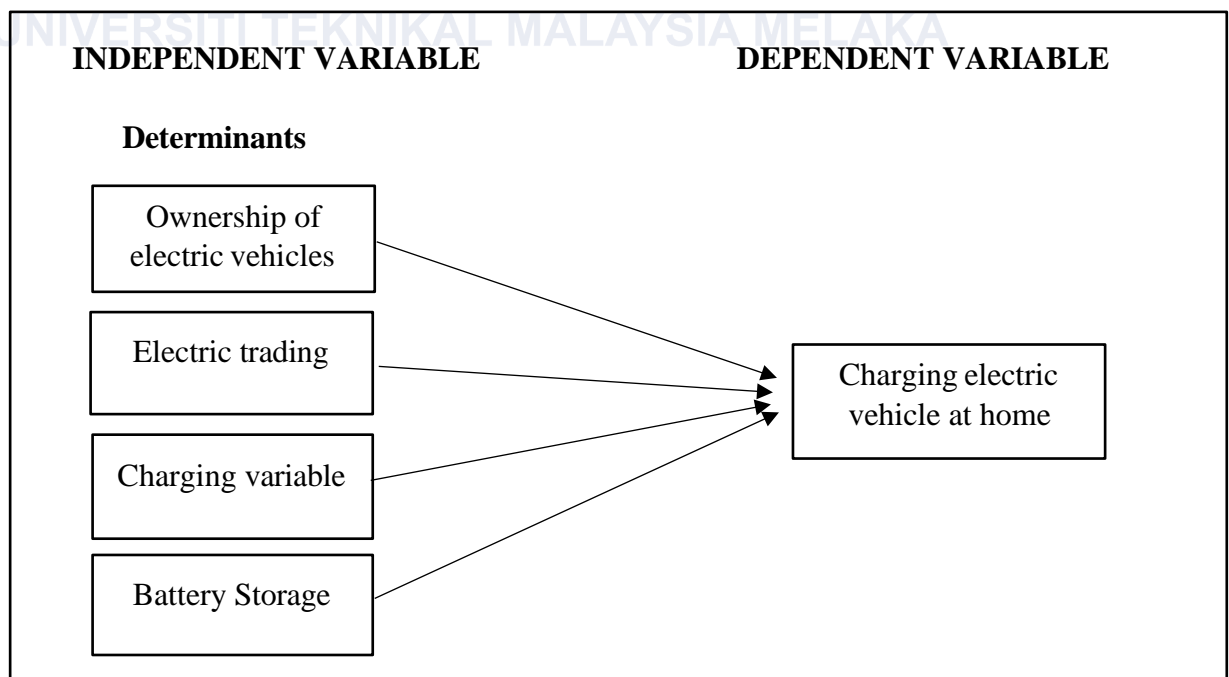 UNIVERSITI TEKNIKAL MALAYSIA MELAKA
INDEPENDENT VARIABLE
DEPENDENT VARIABLE
Determinants
Ownership of
electric vehicles
Electric trading
Charging variable
Battery Storage
Charging electric
vehicle at home